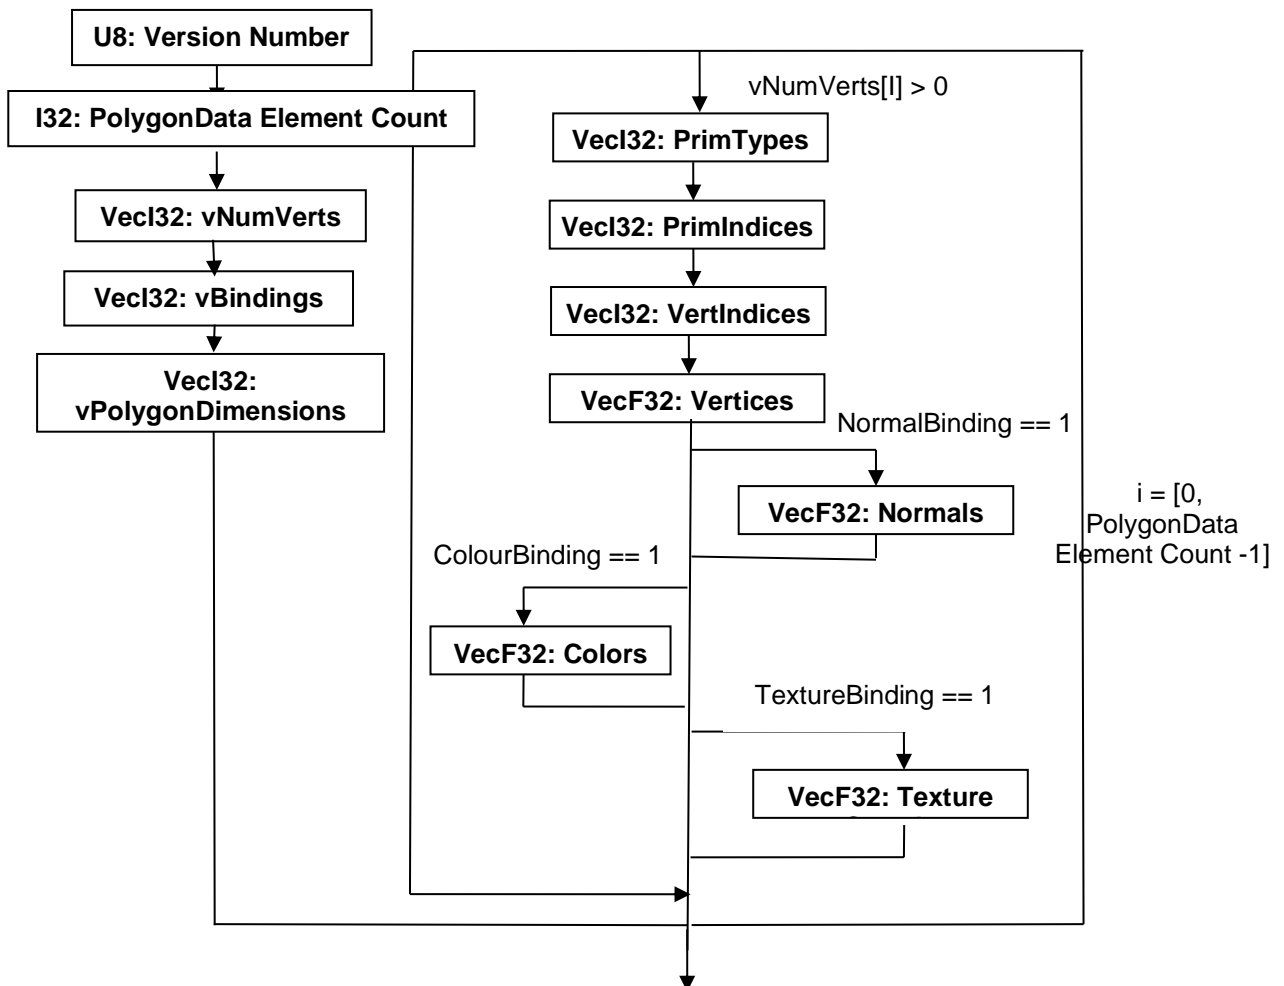 U8: Version Number
I32: PolygonData Element Count
VecI32: vNumVerts
VecI32: vBindings
VecI32:
vPolygonDimensions
vNumVerts[I] > 0
VecI32: PrimTypes
VecI32: PrimIndices
VecI32: VertIndices
VecF32: Vertices
NormalBinding == 1
VecF32: Normals
ColourBinding == 1
VecF32: Colors
TextureBinding == 1
VecF32: Texture
i = [0,
PolygonData
Element Count -1]